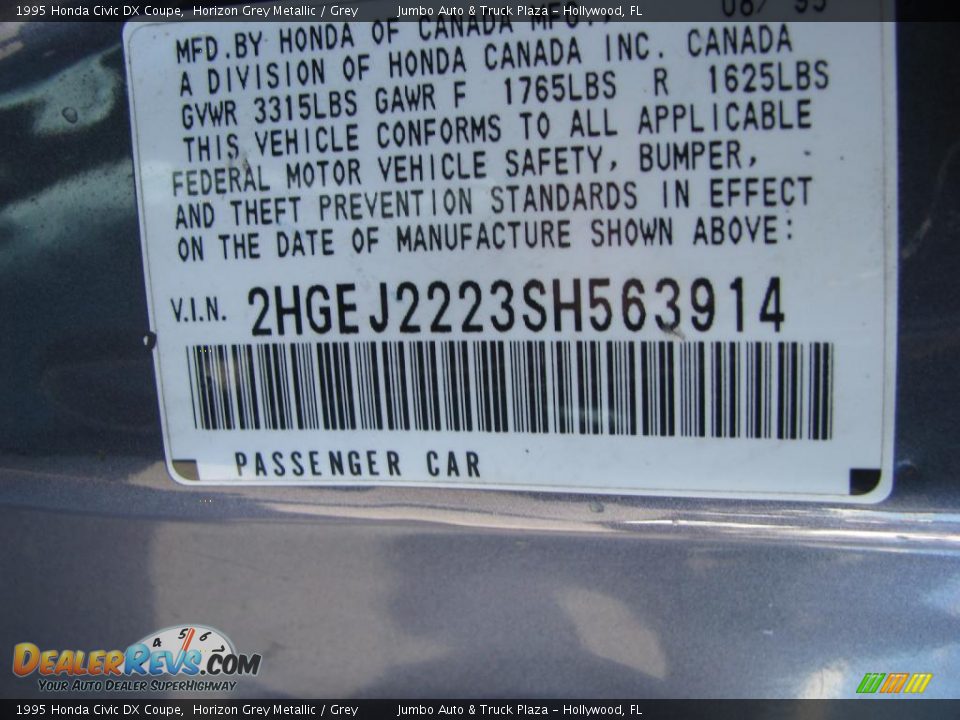 1995 Honda Civic DX Coupe, Horizon Grey Metallic / Grey Jumbo Auto & Truck Plaza - Hollywood, FL
MFD.BY HONDA OF CANADA MFG.,
A DIVISION OF HONDA CANADA INC. CANADA
GVWR 3315LBS GAWR F 1765LBS R 1625LBS
THIS VEHICLE CONFORMS TO ALL APPLICABLE
FEDERAL MOTOR VEHICLE SAFETY, BUMPER,
AND THEFT PREVENTION STANDARDS IN EFFECT
ON THE DATE OF MANUFACTURE SHOWN ABOVE:
V.I.N. 2HGEJ2223SH563914
PASSENGER CAR
4 5 6
DEALERREVS.COM
YOUR AUTO DEALER SUPERHIGHWAY
1995 Honda Civic DX Coupe, Horizon Grey Metallic / Grey Jumbo Auto & Truck Plaza - Hollywood, FL